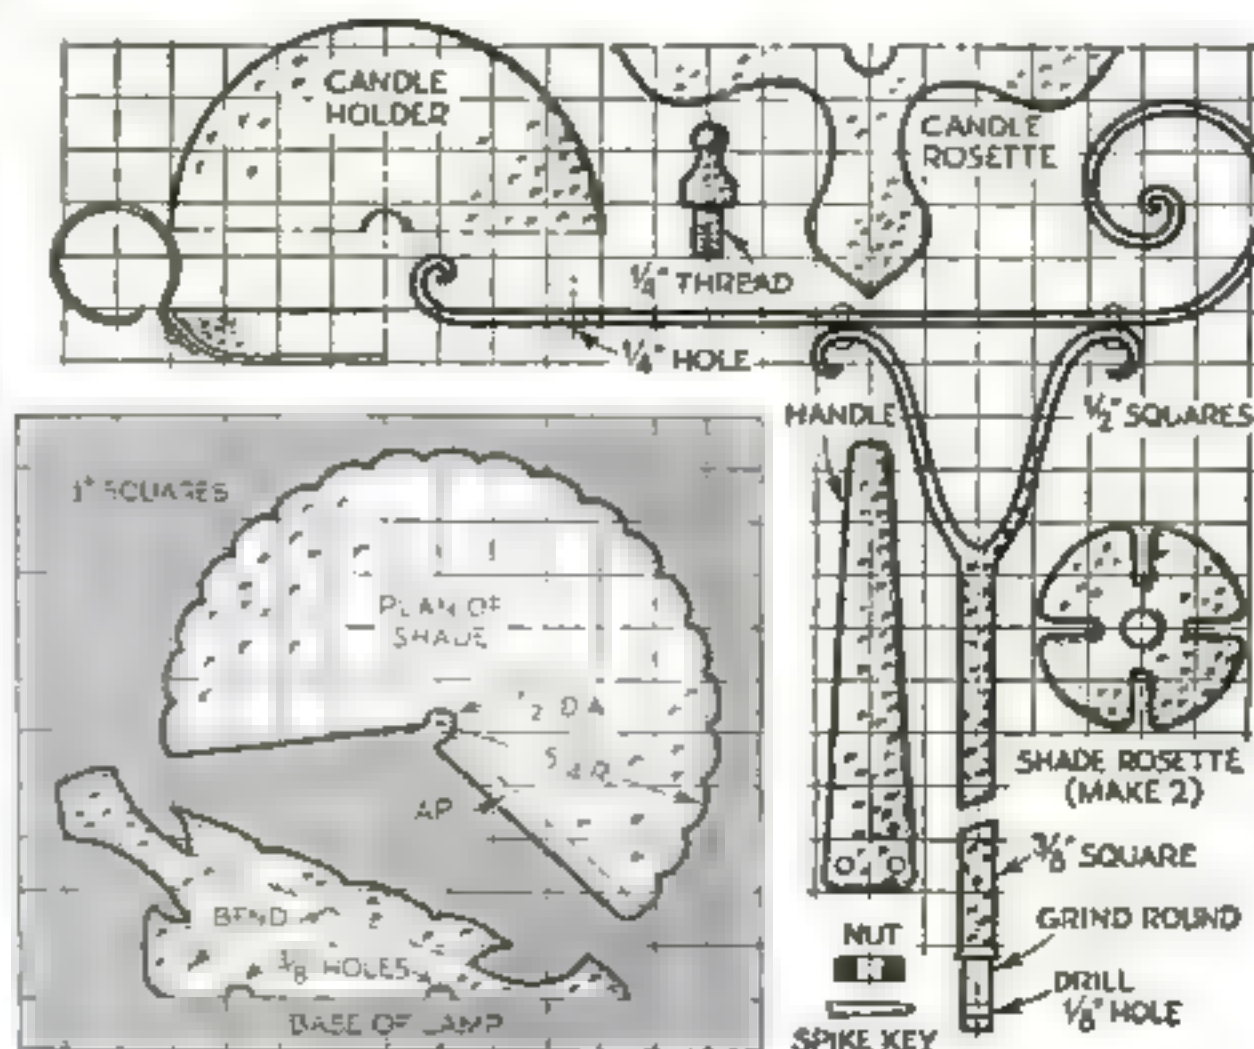 CANDLE
HOLDER
CANDLE
ROSETTE
1/4" THREAD
1/4" HOLE
HANDLE
1/2" SQUARES
1" SQUARES
PLAN OF
SHADE
SHADE ROSETTE
(MAKE 2)
3/8" SQUARE
BEND
3/8 HOLES
BASE OF LAMP
NUT
GRIND ROUND
DRILL
1/8" HOLE
SPIKE KEY